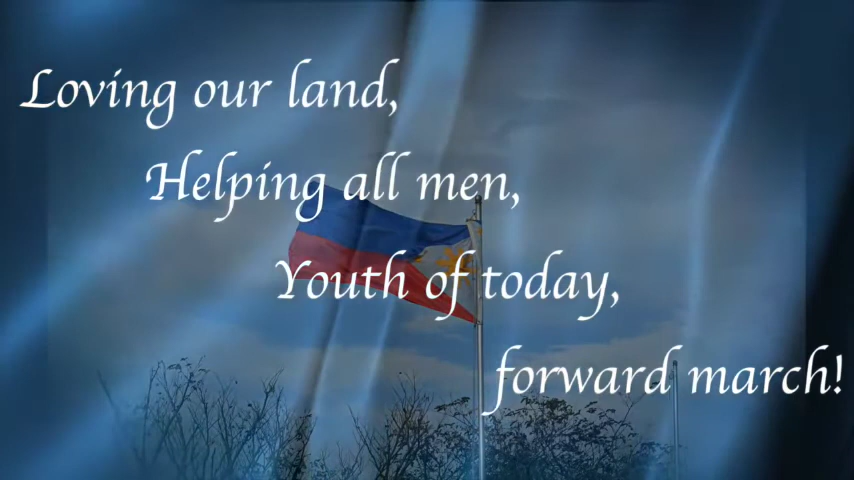 Loving our land,
Helping all men,
Youth of today,
forward march!